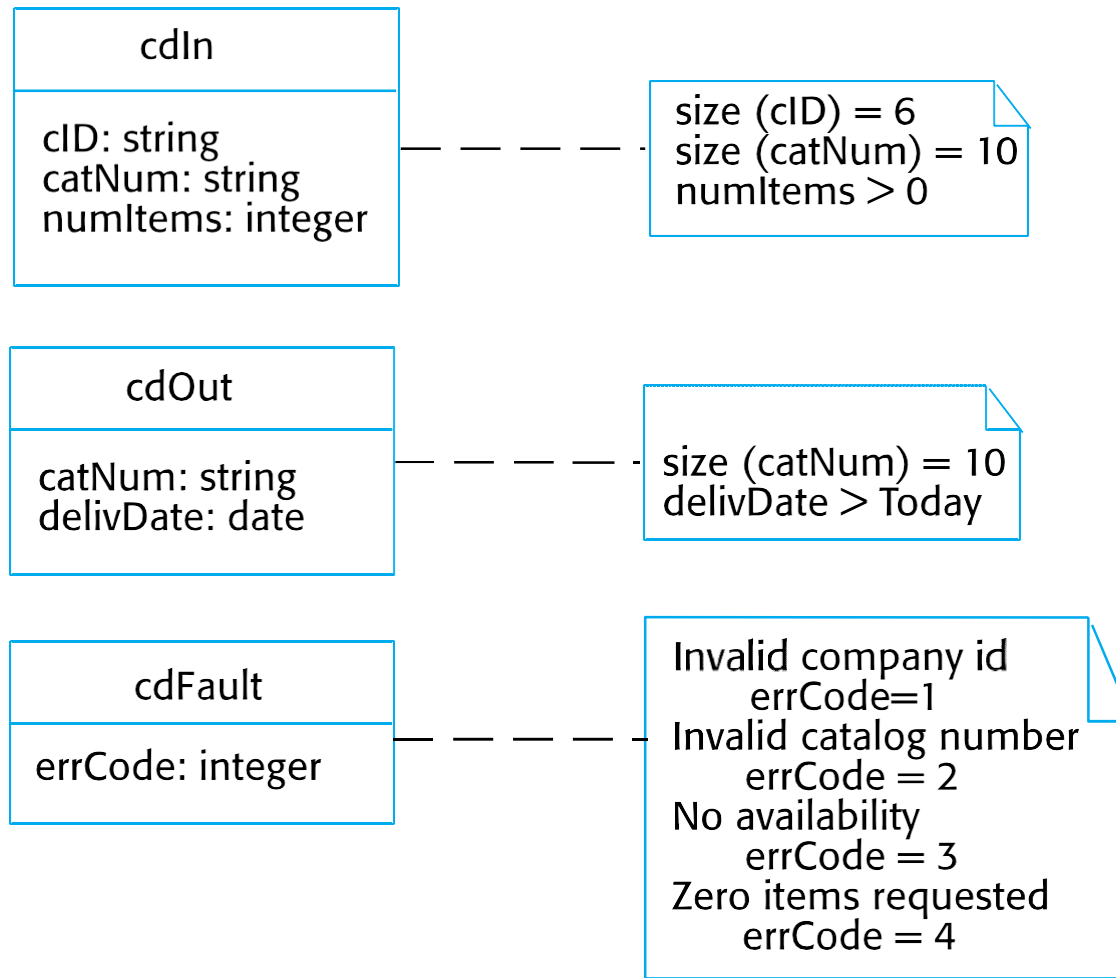 cdIn
cID: string
catNum: string
numItems: integer
size (cID) = 6
size (catNum) = 10
numItems > 0
cdOut
catNum: string
delivDate: date
size (catNum) = 10
delivDate > Today
cdFault
errCode: integer
Invalid company id
errCode=1
Invalid catalog number
errCode = 2
No availability
errCode = 3
Zero items requested
errCode = 4